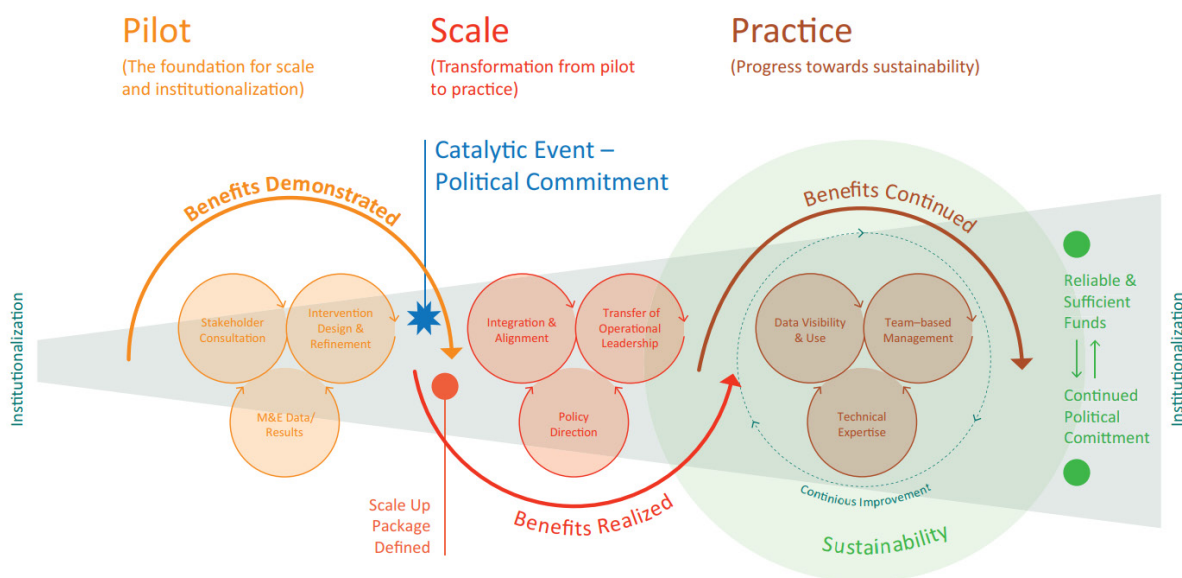 Pilot
(The foundation for scale
and institutionalization)
Scale
(Transformation from pilot
to practice)
Practice
(Progress towards sustainability)
Catalytic Event –
Political Commitment
Benefits Demonstrated
Benefits Continued
Institutionalization
Stakeholder
Consultation
Intervention
Design &
Refinement
M&E Data/
Results
Integration &
Alignment
Transfer of
Operational
Leadership
Policy
Direction
Data Visibility
& Use
Team–based
Management
Technical
Expertise
Reliable &
Sufficient
Funds
Continued
Political
Comittment
Institutionalization
Scale Up
Package
Defined
Benefits Realized
Continious Improvement
Sustainability